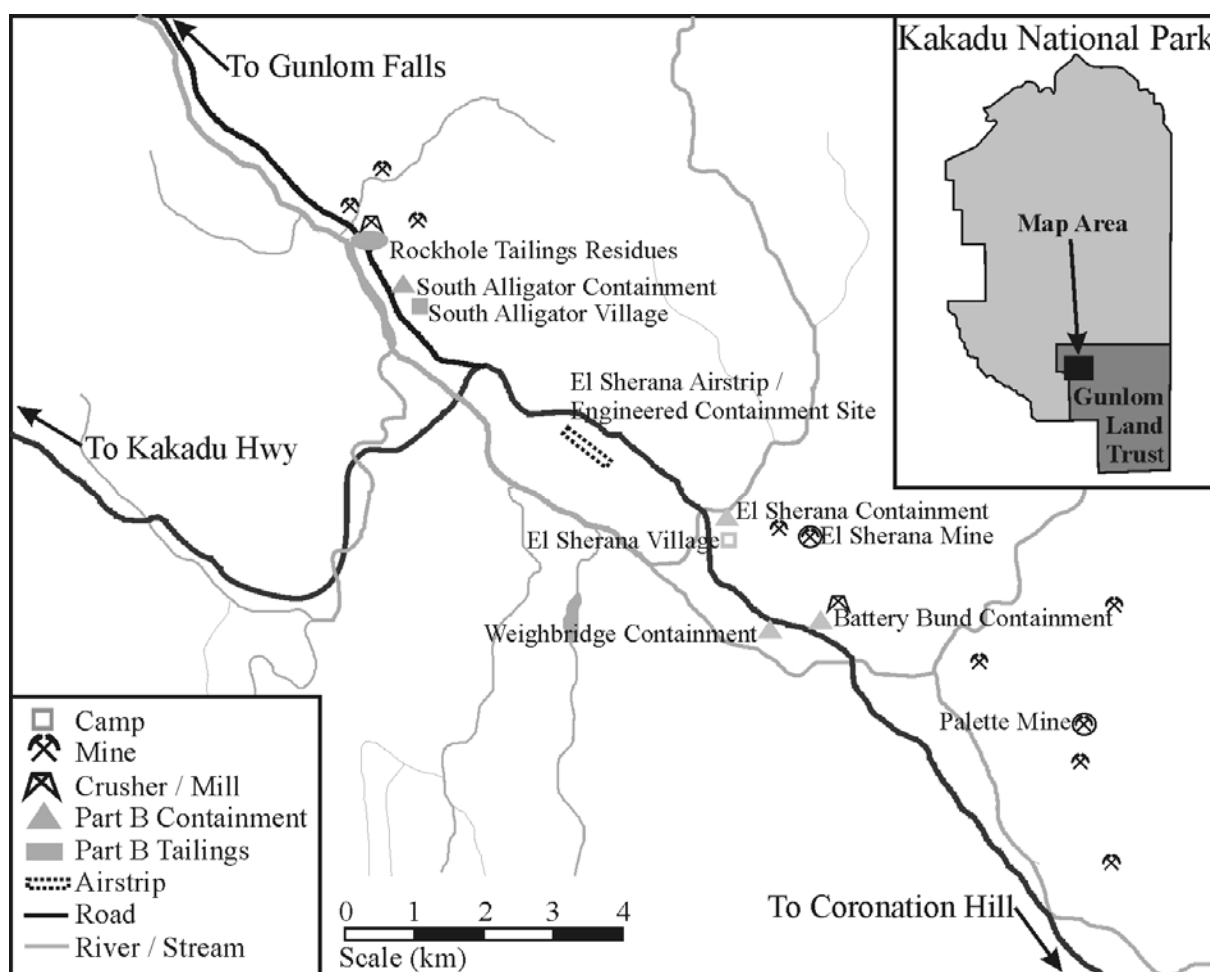 Kakadu National Park
To Gunlom Falls
Map Area
Rockhole Tailings Residues
South Alligator Containment
South Alligator Village
El Sherana Airstrip /
Engineered Containment Site
Gunlom
Land
Trust
To Kakadu Hwy
El Sherana Containment
El Sherana Village
El Sherana Mine
Battery Bund Containment
Weighbridge Containment
Palette Mine
To Coronation Hill
Camp
Mine
Crusher / Mill
Part B Containment
Part B Tailings
Airstrip
Road
River / Stream
0 1 2 3 4
Scale (km)